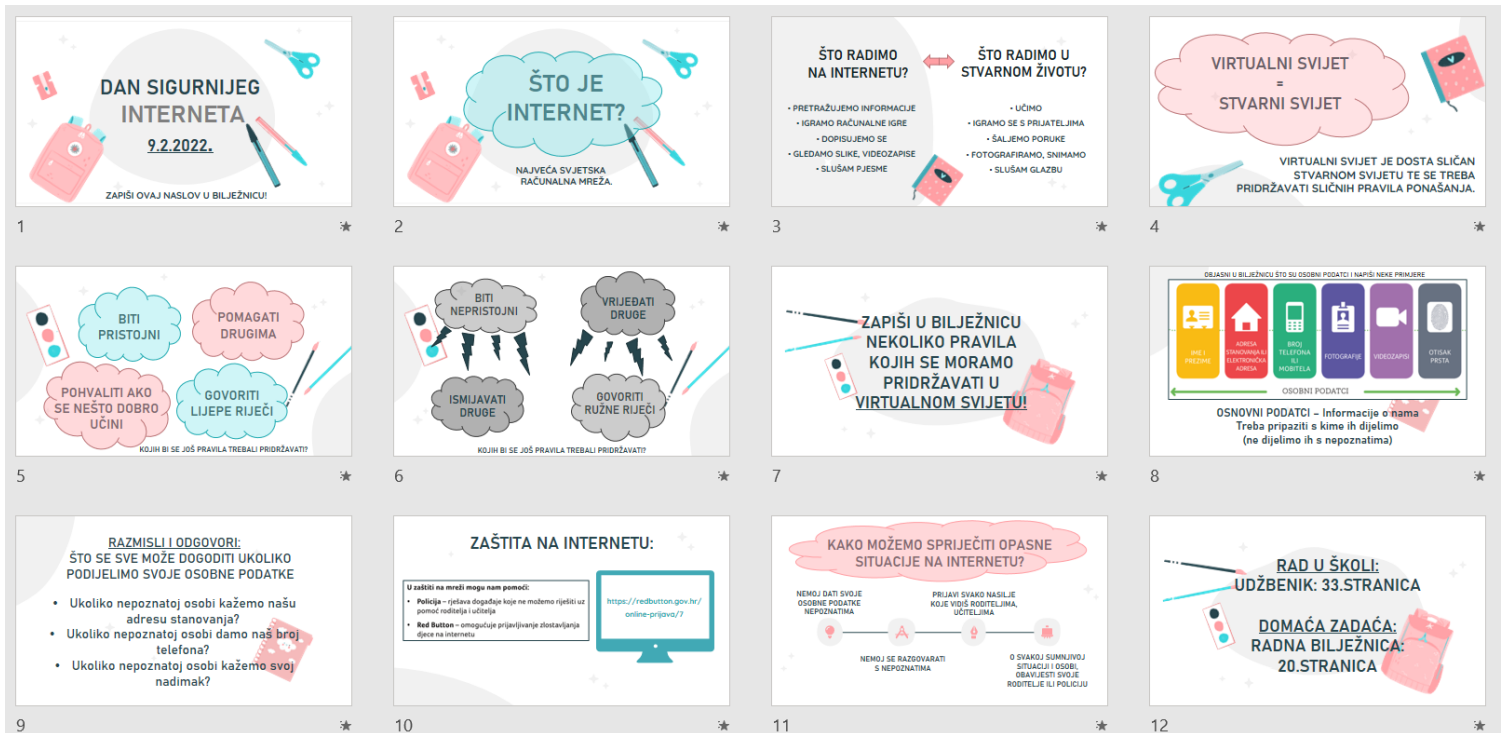 DAN SIGURNIJEG
INTERNETA
9.2.2022.
ZAPIŠI OVAJ NASLOV U BILJEŽNICU!
1
ŠTO JE
INTERNET?
NAJVEĆA SVJETSKA
RAČUNALNA MREŽA.
2
ŠTO RADIMO
NA INTERNETU?
• PRETRAŽUJEMO INFORMACIJE
• IGRAMO RAČUNALNE IGRE
• DOPISUJEMO SE
• GLEDAMO SLIKE, VIDEOZAPISE
• SLUŠAM PJESME
ŠTO RADIMO U
STVARNOM ŽIVOTU?
• UČIMO
• IGRAMO SE S PRIJATELJIMA
• ŠALJEMO PORUKE
• FOTOGRAFIRAMO, SNIMAMO
• SLUŠAM GLAZBU
3
VIRTUALNI SVIJET
=
STVARNI SVIJET
VIRTUALNI SVIJET JE DOSTA SLIČAN
STVARNOM SVIJETU TE SE TREBA
PRIDRŽAVATI SLIČNIH PRAVILA PONAŠANJA.
4
BITI
PRISTOJNI
POMAGATI
DRUGIMA
POHVALITI AKO
SE NEŠTO DOBRO
UČINI
GOVORITI
LIJEPE RIJEČI
KOJIH BI SE JOŠ PRAVILA TREBALI PRIDRŽAVATI?
5
BITI
NEPRISTOJNI
VRIJEĐATI
DRUGE
ISMIJAVATI
DRUGE
GOVORITI
RUŽNE RIJEČI
KOJIH BI SE JOŠ PRAVILA TREBALI PRIDRŽAVATI?
6
ZAPIŠI U BILJEŽNICU
NEKOLIKO PRAVILA
KOJIH SE MORAMO
PRIDRŽAVATI U
VIRTUALNOM SVIJETU!
7
OBJASNI U BILJEŽNICU ŠTO SU OSOBNI PODATCI I NAPIŠI NEKE PRIMJERE
IME I
PREZIME
ADRESA
STANOVANJA ILI
ELEKTRONIČKA
ADRESA
BROJ
TELEFONA
ILI
MOBITELA
FOTOGRAFIJE
VIDEOZAPISI
OTISAK
PRSTA
OSOBNI PODATCI
OSNOVNI PODATCI – Informacije o nama
Treba pripaziti s kime ih dijelimo
(ne dijelimo ih s nepoznatima)
8
RAZMISLI I ODGOVORI:
ŠTO SE SVE MOŽE DOGODITI UKOLIKO
PODIJELIMO SVOJE OSOBNE PODATKE
• Ukoliko nepoznatoj osobi kažemo našu
adresu stanovanja?
• Ukoliko nepoznatoj osobi damo naš broj
telefona?
• Ukoliko nepoznatoj osobi kažemo svoj
nadimak?
9
ZAŠTITA NA INTERNETU:
U zaštiti na mreži mogu nam pomoći:
• Policija – rješava događaje koje ne možemo riješiti uz
pomoć roditelja i učitelja
• Red Button – omogućuje prijavljivanje zlostavljanja
djece na internetu
https://redbutton.gov.hr/
online-prijava/7
10
KAKO MOŽEMO SPRIJEČITI OPASNE
SITUACIJE NA INTERNETU?
NEMOJ DATI SVOJE
OSOBNE PODATKE
NEPOZNATIMA
PRIJAVI SVAKO NASILJE
KOJE VIDIŠ RODITELJIMA,
UČITELJIMA
NEMOJ SE RAZGOVARATI
S NEPOZNATIMA
O SVAKOJ SUMNJIVOJ
SITUACIJI I OSOBI,
OBAVIJESTI SVOJE
RODITELJE ILI POLICIJU
11
RAD U ŠKOLI:
UDŽBENIK: 33.STRANICA
DOMAĆA ZADAĆA:
RADNA BILJEŽNICA:
20.STRANICA
12